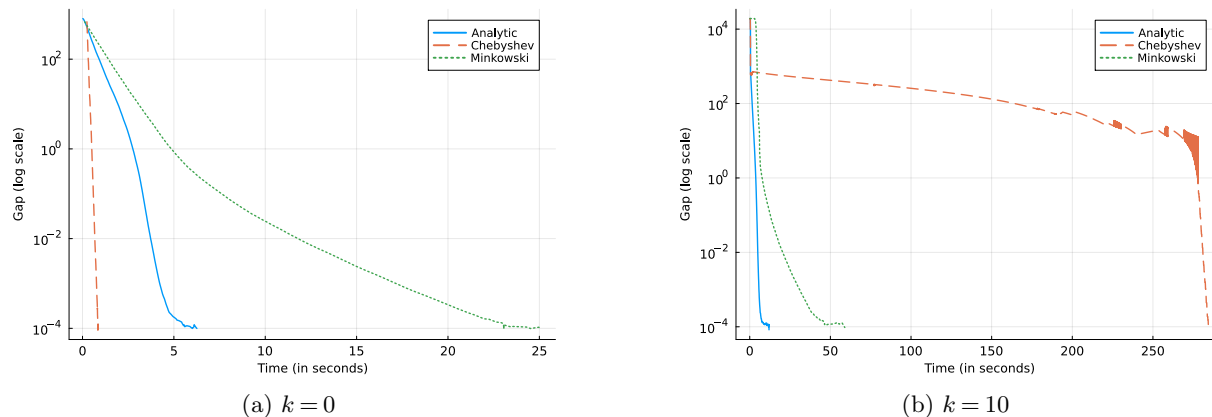 Analytic
Chebyshev
Minkowski
Gap (log scale)
10^2
10^0
10^-2
10^-4
0 5 10 15 20 25
Time (in seconds)
(a) k = 0
Analytic
Chebyshev
Minkowski
Gap (log scale)
10^4
10^2
10^0
10^-2
10^-4
0 50 100 150 200 250
Time (in seconds)
(b) k = 10